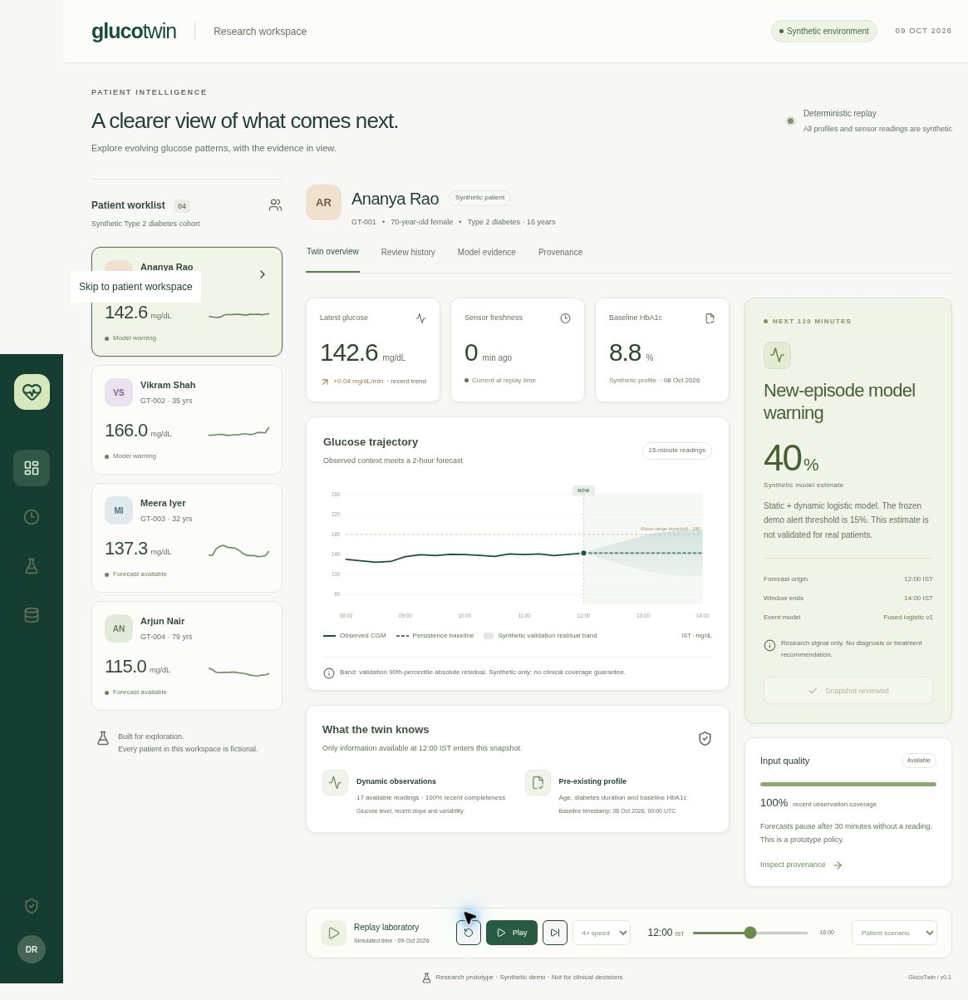 glucotwin
Research workspace
Synthetic environment
09 OCT 2026
PATIENT INTELLIGENCE
A clearer view of what comes next.
Explore evolving glucose patterns, with the evidence in view.
Deterministic replay
All profiles and sensor readings are synthetic
Patient worklist 04
Synthetic Type 2 diabetes cohort
Ananya Rao
Skip to patient workspace
142.6 mg/dL
Model warning
VS
Vikram Shah
GT-002 · 35 yrs
166.0 mg/dL
Model warning
MI
Meera Iyer
GT-003 · 32 yrs
137.3 mg/dL
Forecast available
AN
Arjun Nair
GT-004 · 79 yrs
115.0 mg/dL
Forecast available
Built for exploration.
Every patient in this workspace is fictional.
DR
AR
Ananya Rao
Synthetic patient
GT-001 • 70-year-old female • Type 2 diabetes · 16 years
Twin overview
Review history
Model evidence
Provenance
Latest glucose
142.6 mg/dL
+0.04 mg/dL/min · recent trend
Sensor freshness
0 min ago
Current at replay time
Baseline HbA1c
8.8 %
Synthetic profile · 08 Oct 2026
Glucose trajectory
Observed context meets a 2-hour forecast
15-minute readings
NOW
260
220
Above-range threshold · 180
180
140
100
60
08:00 09:00 10:00 11:00 12:00 13:00 14:00
Observed CGM
Persistence baseline
Synthetic validation residual band
IST · mg/dL
Band: validation 90th-percentile absolute residual. Synthetic only; no clinical coverage guarantee.
What the twin knows
Only information available at 12:00 IST enters this snapshot.
Dynamic observations
17 available readings · 100% recent completeness
Glucose level, recent slope and variability
Pre-existing profile
Age, diabetes duration and baseline HbA1c
Baseline timestamp: 08 Oct 2026, 00:00 UTC
NEXT 120 MINUTES
New-episode model
warning
40%
Synthetic model estimate
Static + dynamic logistic model. The frozen
demo alert threshold is 15%. This estimate is
not validated for real patients.
Forecast origin 12:00 IST
Window ends 14:00 IST
Event model Fused logistic v1
Research signal only. No diagnosis or treatment
recommendation.
Snapshot reviewed
Input quality
Available
100% recent observation coverage
Forecasts pause after 30 minutes without a reading.
This is a prototype policy.
Inspect provenance
Replay laboratory
Simulated time · 09 Oct 2026
Play
4× speed
12:00 IST
16:00
Patient scenario
Research prototype · Synthetic demo · Not for clinical decisions
GlucoTwin / v0.1